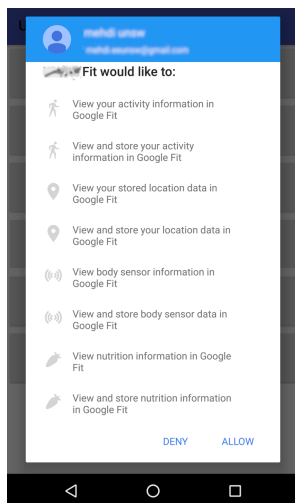 Fit would like to:
View your activity information in
Google Fit
View and store your activity
information in Google Fit
View your stored location data in
Google Fit
View and store your location data in
Google Fit
View body sensor information in
Google Fit
View and store body sensor data in
Google Fit
View nutrition information in Google
Fit
View and store nutrition information
in Google Fit
DENY ALLOW